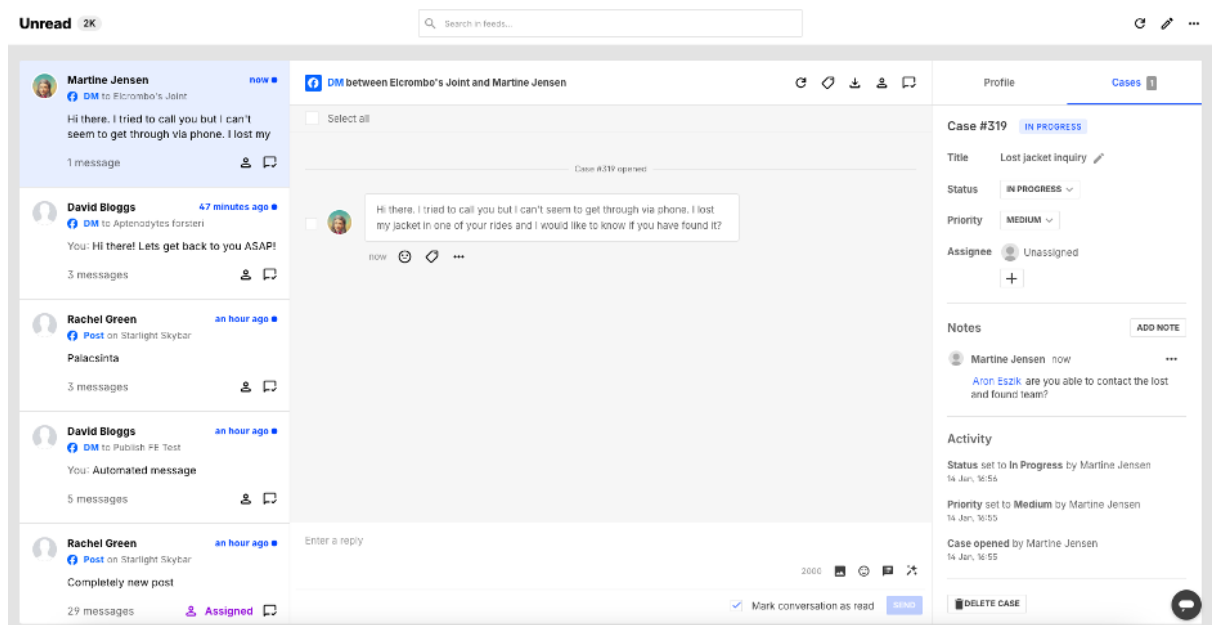 Unread 2K
Search in feeds...
Martine Jensen now
DM to Elcrombo's Joint
Hi there. I tried to call you but I can't
seem to get through via phone. I lost my
1 message
David Bloggs 47 minutes ago
DM to Aptenodytes forsteri
You: Hi there! Lets get back to you ASAP!
3 messages
Rachel Green an hour ago
Post on Starlight Skybar
Palacsinta
3 messages
David Bloggs an hour ago
DM to Publish FE Test
You: Automated message
5 messages
Rachel Green an hour ago
Post on Starlight Skybar
Completely new post
29 messages Assigned
DM between Elcrombo's Joint and Martine Jensen
Select all
Case #319 opened
Hi there. I tried to call you but I can't seem to get through via phone. I lost
my jacket in one of your rides and I would like to know if you have found it?
now
Enter a reply
2000
Mark conversation as read SEND
Profile Cases 1
Case #319 IN PROGRESS
Title Lost jacket inquiry
Status IN PROGRESS
Priority MEDIUM
Assignee Unassigned
Notes ADD NOTE
Martine Jensen now
Aron Eszik are you able to contact the lost
and found team?
Activity
Status set to In Progress by Martine Jensen
14 Jan, 16:56
Priority set to Medium by Martine Jensen
14 Jan, 16:55
Case opened by Martine Jensen
14 Jan, 16:55
DELETE CASE